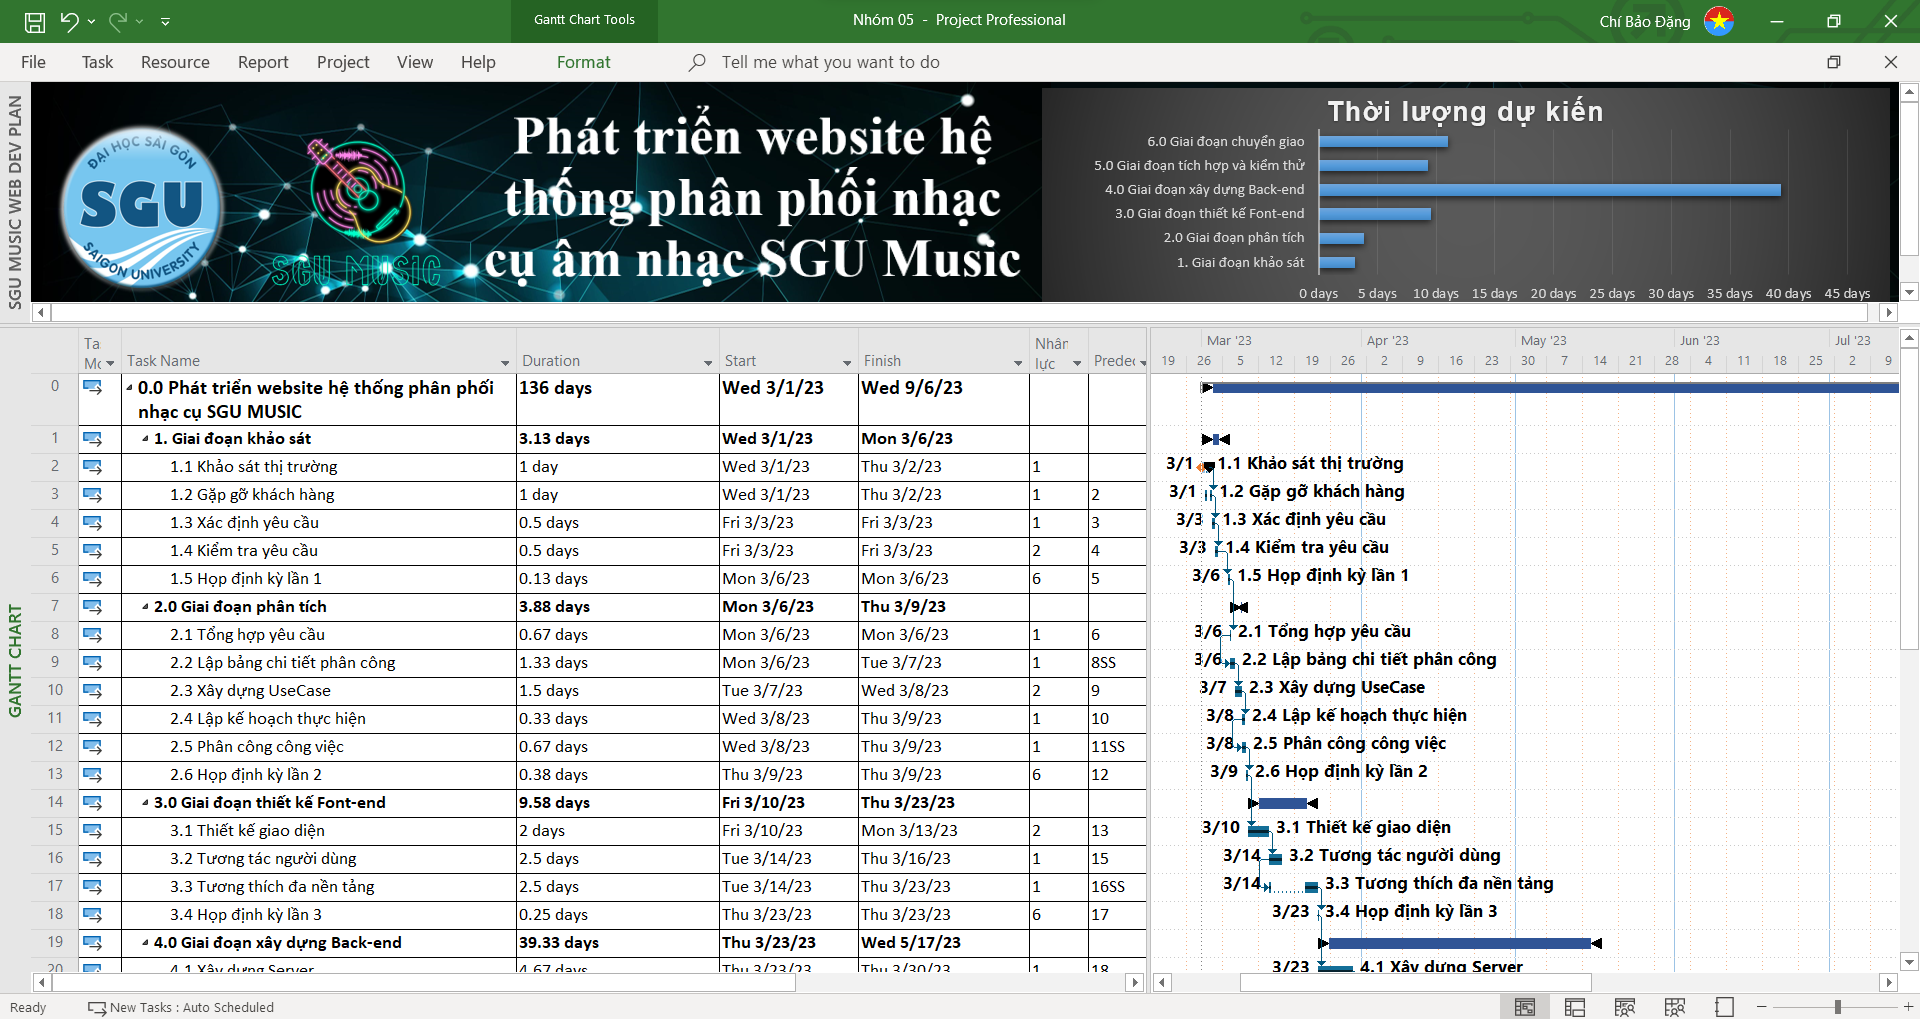 Gantt Chart Tools
Nhóm 05  -  Project Professional
Chí Bảo Đặng
File Task Resource Report Project View Help Format Tell me what you want to do
SGU MUSIC WEB DEV PLAN
ĐẠI HỌC SÀI GÒN
SGU
SAIGON UNIVERSITY
SGU MUSIC
Phát triển website hệ
thống phân phối nhạc
cụ âm nhạc SGU Music
Thời lượng dự kiến
6.0 Giai đoạn chuyển giao
5.0 Giai đoạn tích hợp và kiểm thử
4.0 Giai đoạn xây dựng Back-end
3.0 Giai đoạn thiết kế Font-end
2.0 Giai đoạn phân tích
1. Giai đoạn khảo sát
0 days 5 days 10 days 15 days 20 days 25 days 30 days 35 days 40 days 45 days
GANTT CHART
Task Name Duration Start Finish Nhân lực
0 0.0 Phát triển website hệ thống phân phối 136 days Wed 3/1/23 Wed 9/6/23
nhạc cụ SGU MUSIC
1 1. Giai đoạn khảo sát 3.13 days Wed 3/1/23 Mon 3/6/23
2 1.1 Khảo sát thị trường 1 day Wed 3/1/23 Thu 3/2/23 1
3 1.2 Gặp gỡ khách hàng 1 day Wed 3/1/23 Thu 3/2/23 1 2
4 1.3 Xác định yêu cầu 0.5 days Fri 3/3/23 Fri 3/3/23 1 3
5 1.4 Kiểm tra yêu cầu 0.5 days Fri 3/3/23 Fri 3/3/23 2 4
6 1.5 Họp định kỳ lần 1 0.13 days Mon 3/6/23 Mon 3/6/23 6 5
7 2.0 Giai đoạn phân tích 3.88 days Mon 3/6/23 Thu 3/9/23
8 2.1 Tổng hợp yêu cầu 0.67 days Mon 3/6/23 Mon 3/6/23 1 6
9 2.2 Lập bảng chi tiết phân công 1.33 days Mon 3/6/23 Tue 3/7/23 1 8SS
10 2.3 Xây dựng UseCase 1.5 days Tue 3/7/23 Wed 3/8/23 2 9
11 2.4 Lập kế hoạch thực hiện 0.33 days Wed 3/8/23 Thu 3/9/23 1 10
12 2.5 Phân công công việc 0.67 days Wed 3/8/23 Thu 3/9/23 1 11SS
13 2.6 Họp định kỳ lần 2 0.38 days Thu 3/9/23 Thu 3/9/23 6 12
14 3.0 Giai đoạn thiết kế Font-end 9.58 days Fri 3/10/23 Thu 3/23/23
15 3.1 Thiết kế giao diện 2 days Fri 3/10/23 Mon 3/13/23 2 13
16 3.2 Tương tác người dùng 2.5 days Tue 3/14/23 Thu 3/16/23 1 15
17 3.3 Tương thích đa nền tảng 2.5 days Tue 3/14/23 Thu 3/23/23 1 16SS
18 3.4 Họp định kỳ lần 3 0.25 days Thu 3/23/23 Thu 3/23/23 6 17
19 4.0 Giai đoạn xây dựng Back-end 39.33 days Thu 3/23/23 Wed 5/17/23
20 4.1 Xây dựng Server 4.67 days Thu 3/23/23 Thu 3/30/23 1 18
Mar '23 Apr '23 May '23 Jun '23 Jul '23
19 26 5 12 19 26 2 9 16 23 30 7 14 21 28 4 11 18 25 2 9
3/1 1.1 Khảo sát thị trường
3/1 1.2 Gặp gỡ khách hàng
3/3 1.3 Xác định yêu cầu
3/3 1.4 Kiểm tra yêu cầu
3/6 1.5 Họp định kỳ lần 1
3/6 2.1 Tổng hợp yêu cầu
3/6 2.2 Lập bảng chi tiết phân công
3/7 2.3 Xây dựng UseCase
3/8 2.4 Lập kế hoạch thực hiện
3/8 2.5 Phân công công việc
3/9 2.6 Họp định kỳ lần 2
3/10 3.1 Thiết kế giao diện
3/14 3.2 Tương tác người dùng
3/14 3.3 Tương thích đa nền tảng
3/23 3.4 Họp định kỳ lần 3
3/23 4.1 Xây dựng Server
Ready New Tasks : Auto Scheduled